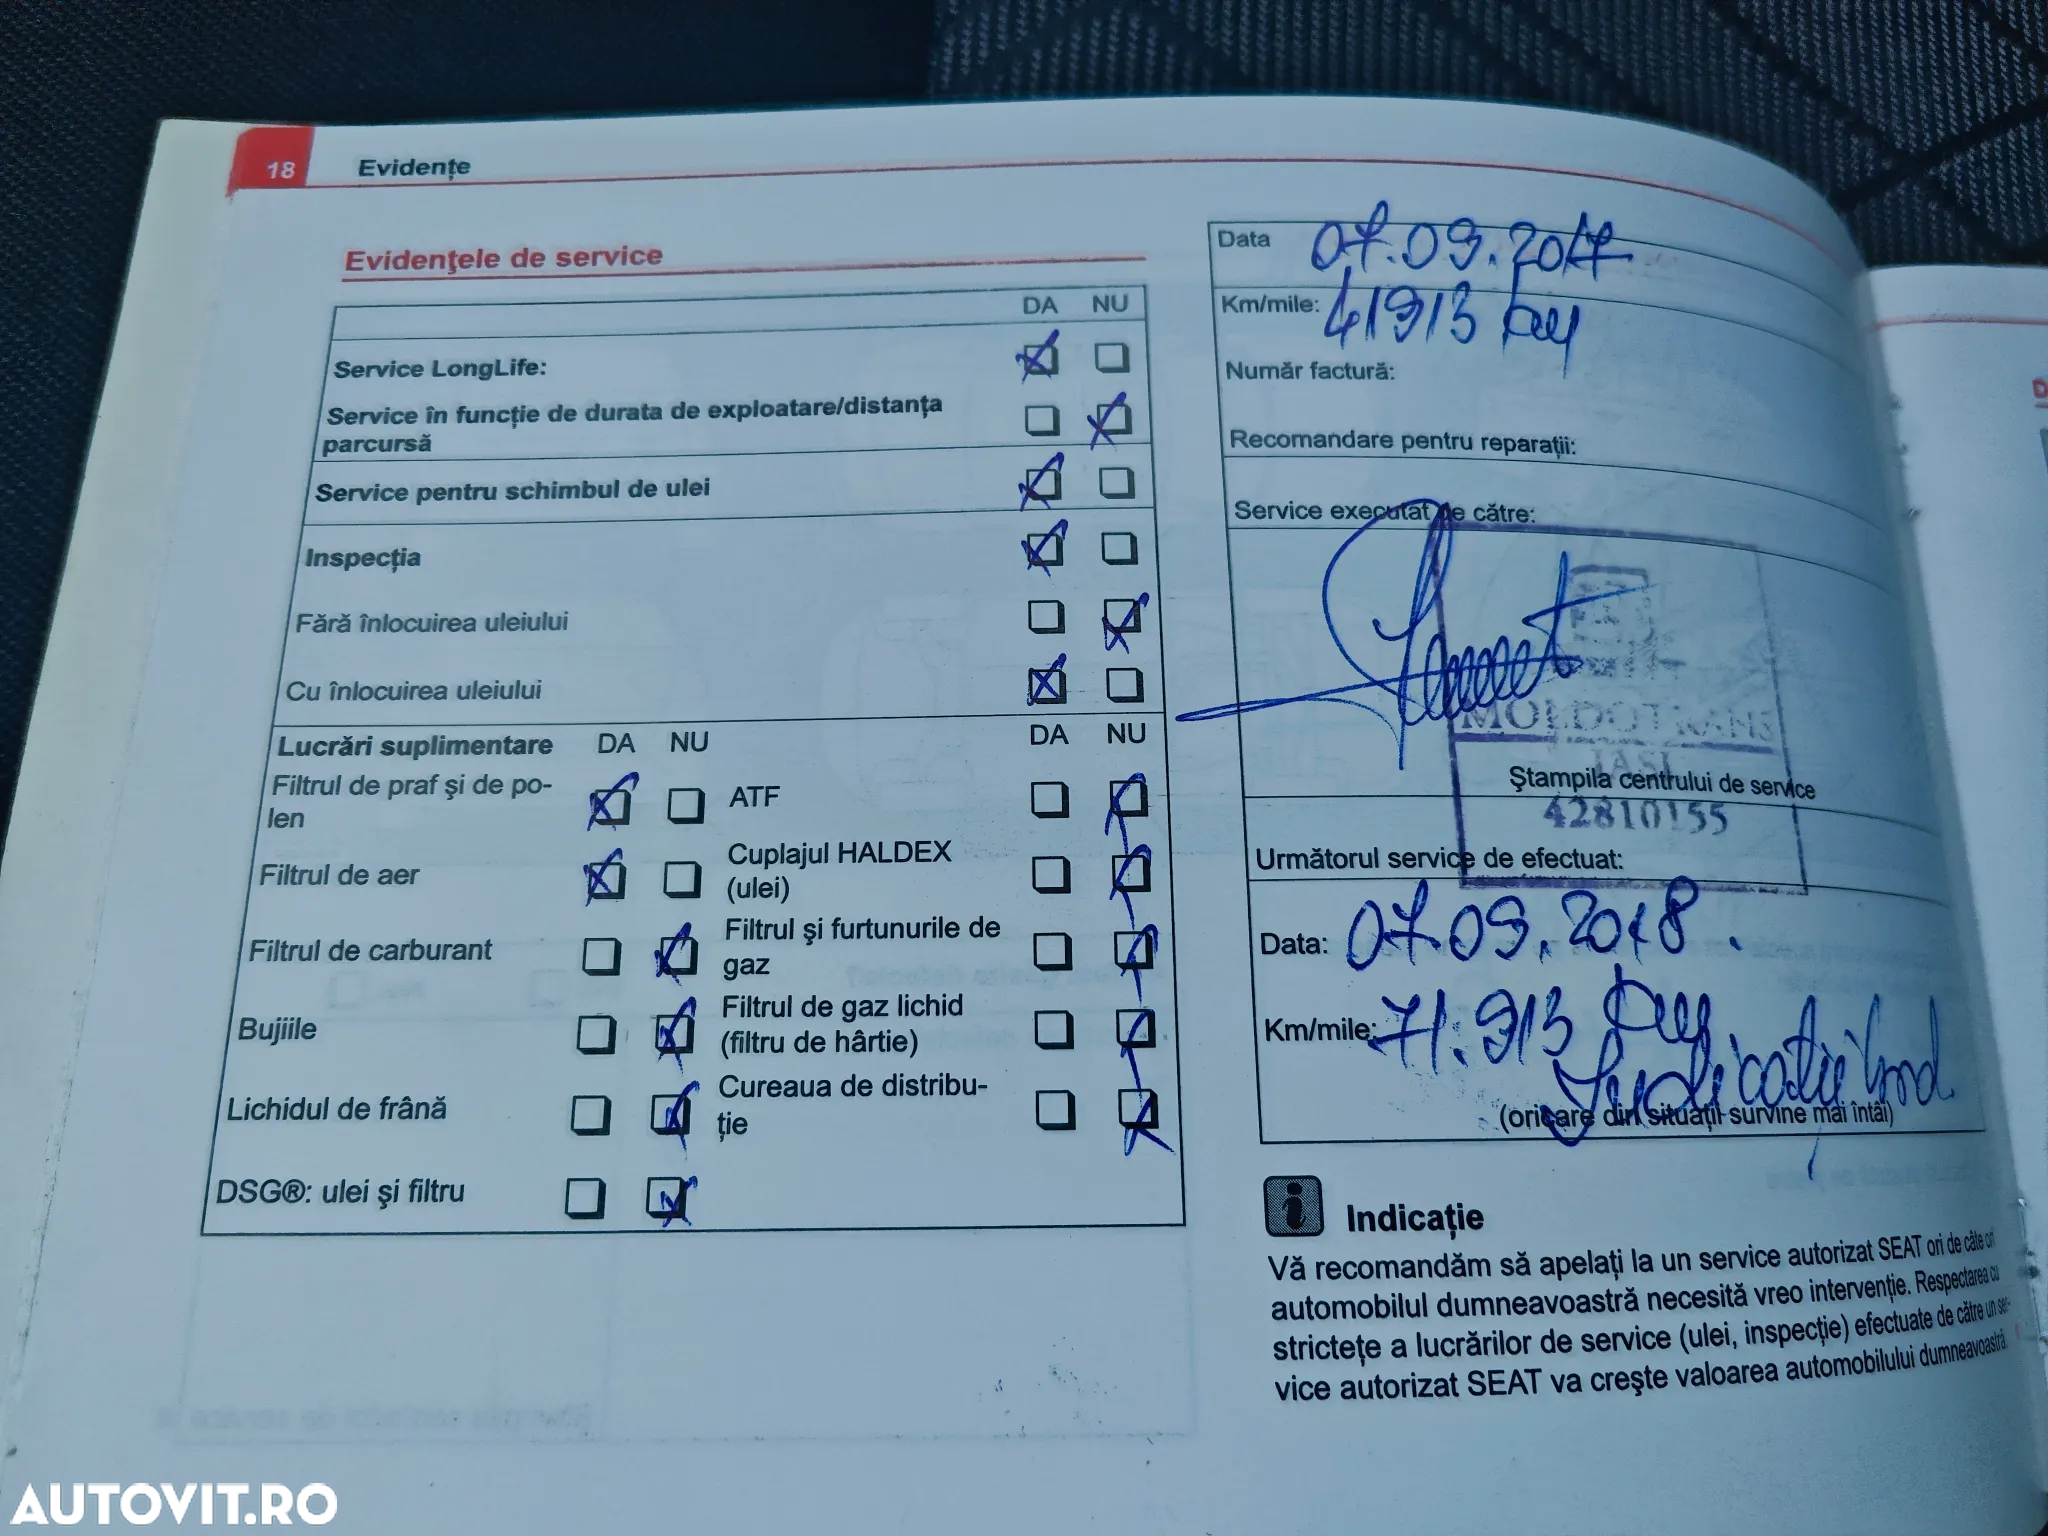 18 Evidențe
Evidenţele de service
DA NU
Service LongLife:
Service în funcție de durata de exploatare/distanța
parcursă
Service pentru schimbul de ulei
Inspecția
Fără înlocuirea uleiului
Cu înlocuirea uleiului
Lucrări suplimentare DA NU DA NU
Filtrul de praf şi de po-
len
ATF
Filtrul de aer
Cuplajul HALDEX
(ulei)
Filtrul de carburant
Filtrul şi furtunurile de
gaz
Bujiile
Filtrul de gaz lichid
(filtru de hârtie)
Lichidul de frână
Cureaua de distribu-
ție
DSG®: ulei şi filtru
Data 07.09.2017
Km/mile: 41913 km
Număr factură:
Recomandare pentru reparații:
Service executat de către:
MOLDOTRANS
IASI
Ştampila centrului de service
42810155
Următorul service de efectuat:
Data: 07.09.2018.
Km/mile: 71.913 km
(oricare din situații survine mai întâi)
Indicație
Vă recomandăm să apelați la un service autorizat SEAT ori de câte ori
automobilul dumneavoastră necesită vreo intervenție. Respectarea cu
strictețe a lucrărilor de service (ulei, inspecție) efectuate de către un ser-
vice autorizat SEAT va creşte valoarea automobilului dumneavoastră.
AUTOVIT.RO